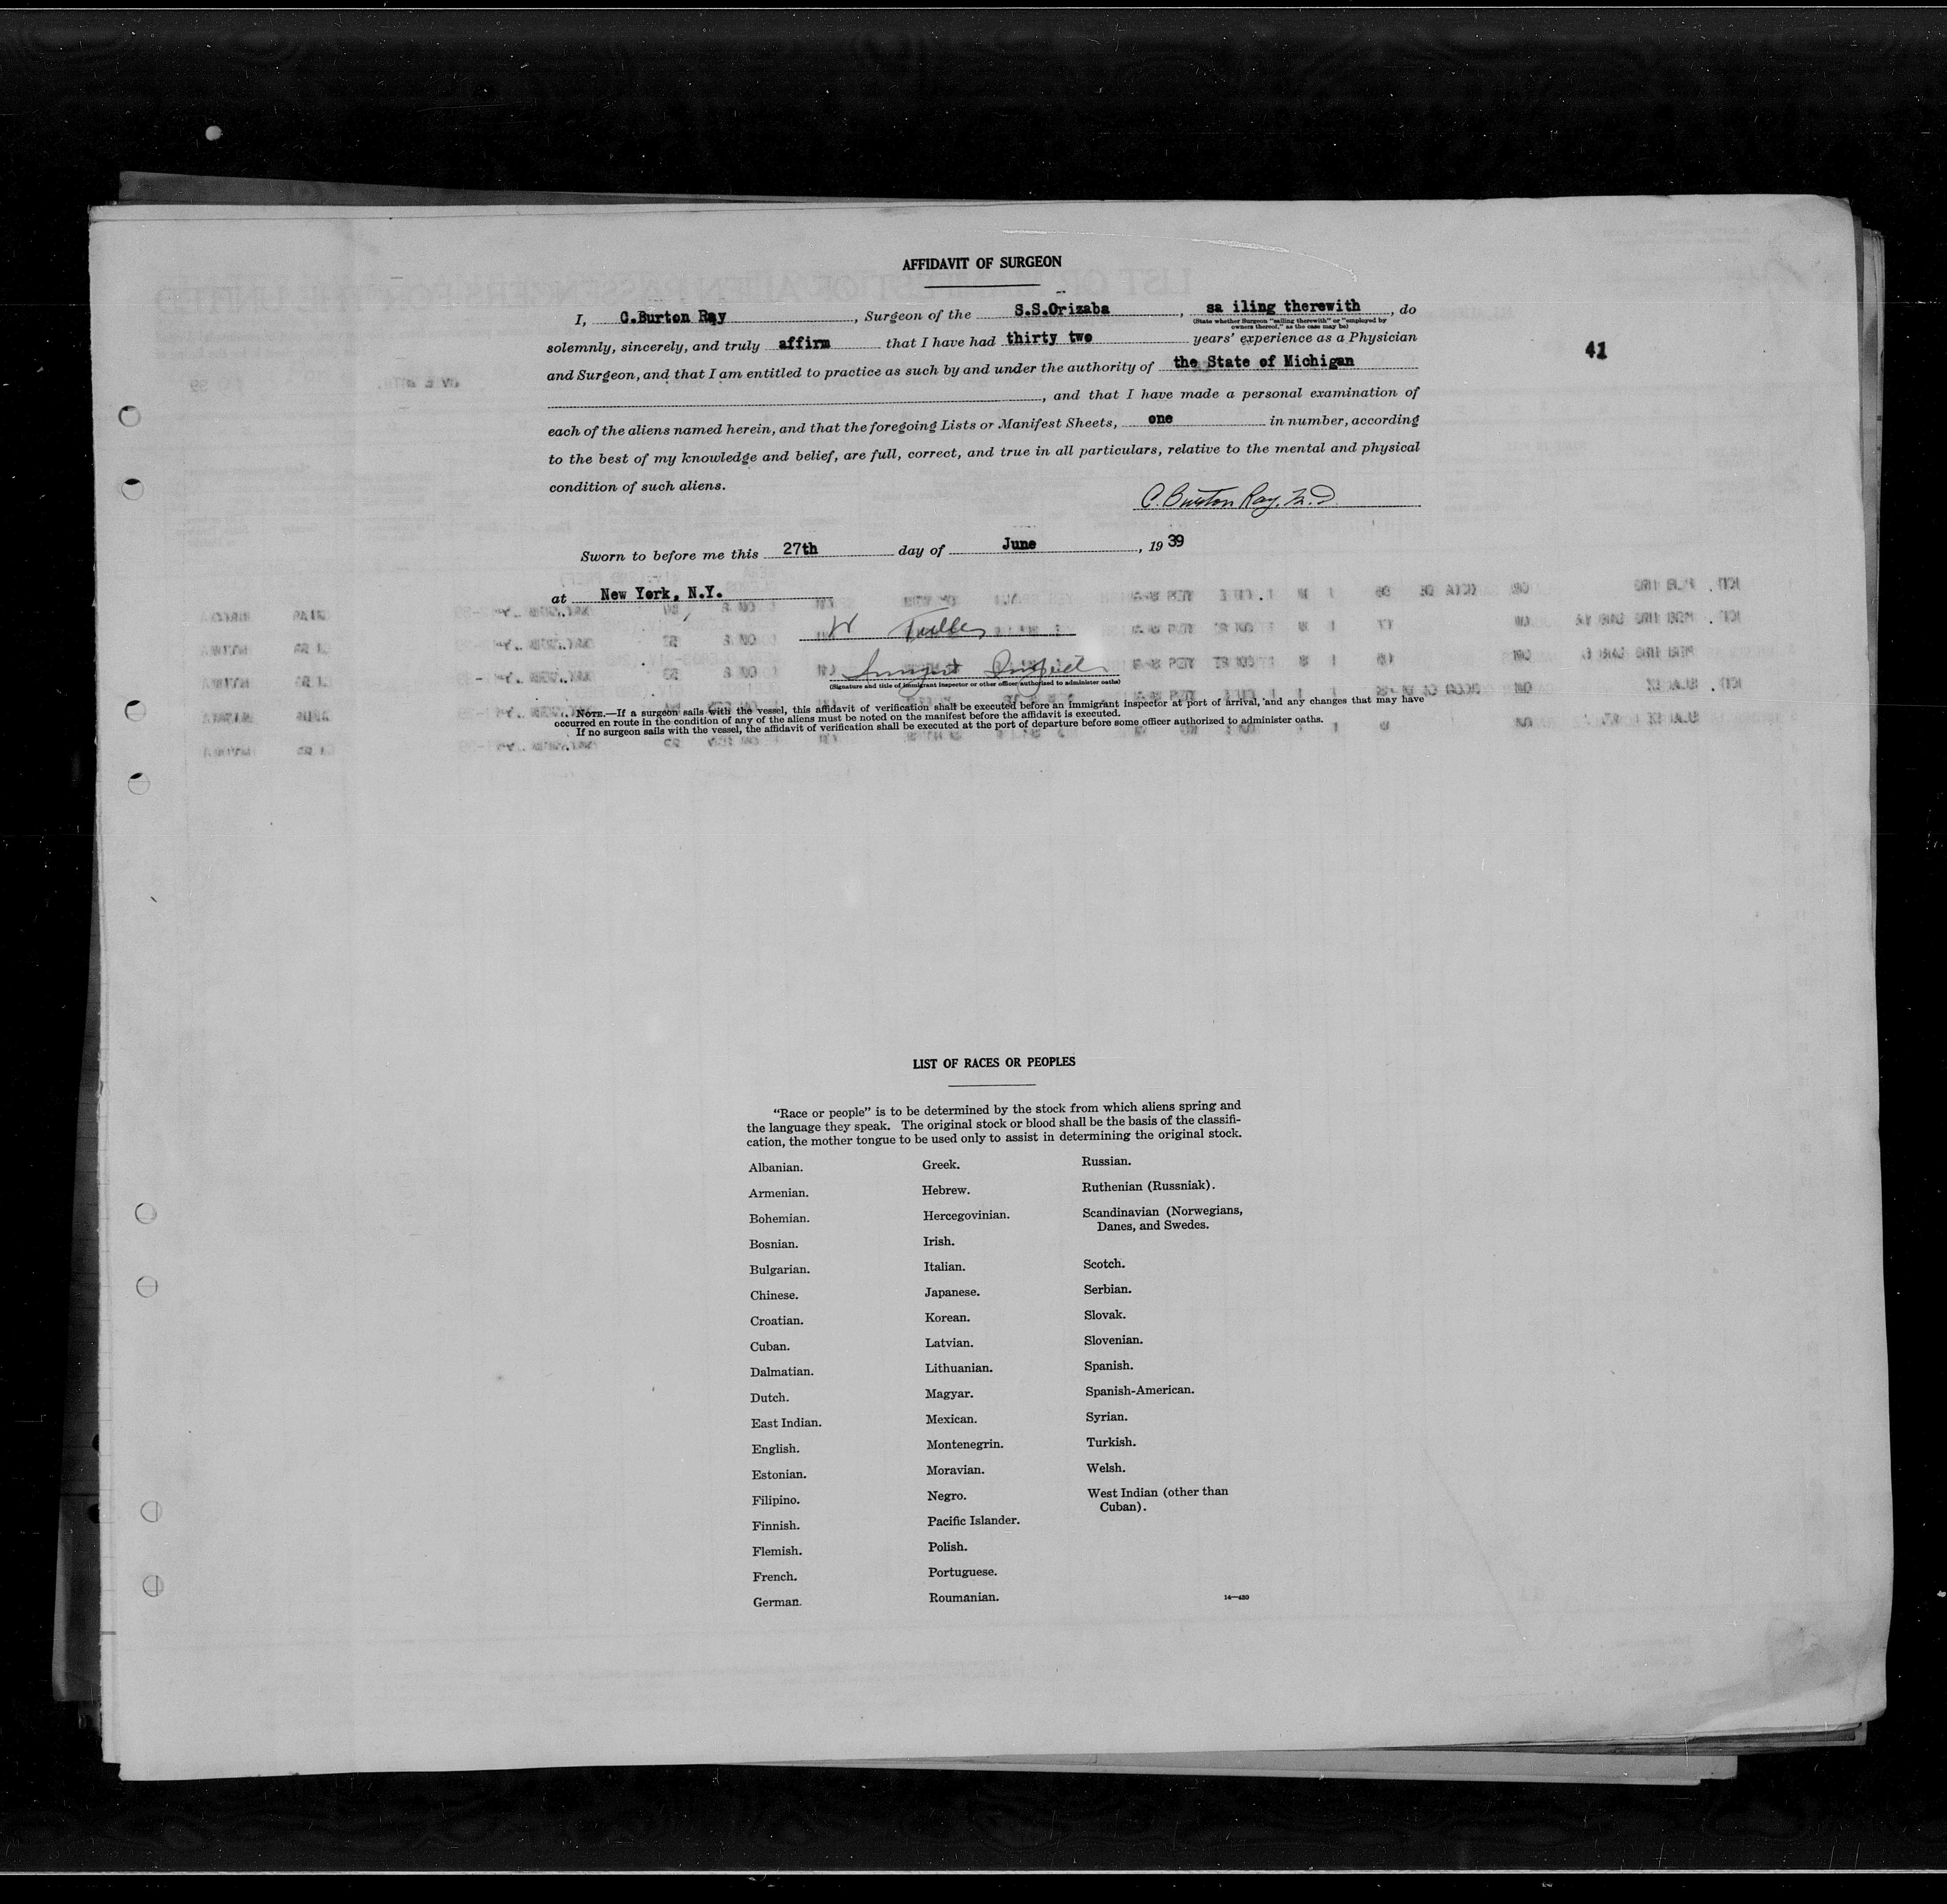 AFFIDAVIT OF SURGEON
I, C.Burton Ray, Surgeon of the S.S.Orizaba, sa iling therewith, do
(State whether Surgeon "sailing therewith" or "employed by
owners thereof," as the case may be)
solemnly, sincerely, and truly affirm that I have had thirty two years' experience as a Physician
41
and Surgeon, and that I am entitled to practice as such by and under the authority of the State of Michigan
, and that I have made a personal examination of
each of the aliens named herein, and that the foregoing Lists or Manifest Sheets, one in number, according
to the best of my knowledge and belief, are full, correct, and true in all particulars, relative to the mental and physical
condition of such aliens.
C. Burton Ray, M.D
Sworn to before me this 27th day of June, 19 39
at New York, N.Y.
(Signature and title of immigrant inspector or other officer authorized to administer oaths)
NOTE.—If a surgeon sails with the vessel, this affidavit of verification shall be executed before an immigrant inspector at port of arrival, and any changes that may have
occurred en route in the condition of any of the aliens must be noted on the manifest before the affidavit is executed.
If no surgeon sails with the vessel, the affidavit of verification shall be executed at the port of departure before some officer authorized to administer oaths.
LIST OF RACES OR PEOPLES
"Race or people" is to be determined by the stock from which aliens spring and
the language they speak. The original stock or blood shall be the basis of the classifi-
cation, the mother tongue to be used only to assist in determining the original stock.
Albanian.
Armenian.
Bohemian.
Bosnian.
Bulgarian.
Chinese.
Croatian.
Cuban.
Dalmatian.
Dutch.
East Indian.
English.
Estonian.
Filipino.
Finnish.
Flemish.
French.
German.
Greek.
Hebrew.
Hercegovinian.
Irish.
Italian.
Japanese.
Korean.
Latvian.
Lithuanian.
Magyar.
Mexican.
Montenegrin.
Moravian.
Negro.
Pacific Islander.
Polish.
Portuguese.
Roumanian.
Russian.
Ruthenian (Russniak).
Scandinavian (Norwegians,
Danes, and Swedes.
Scotch.
Serbian.
Slovak.
Slovenian.
Spanish.
Spanish-American.
Syrian.
Turkish.
Welsh.
West Indian (other than
Cuban).
14—480